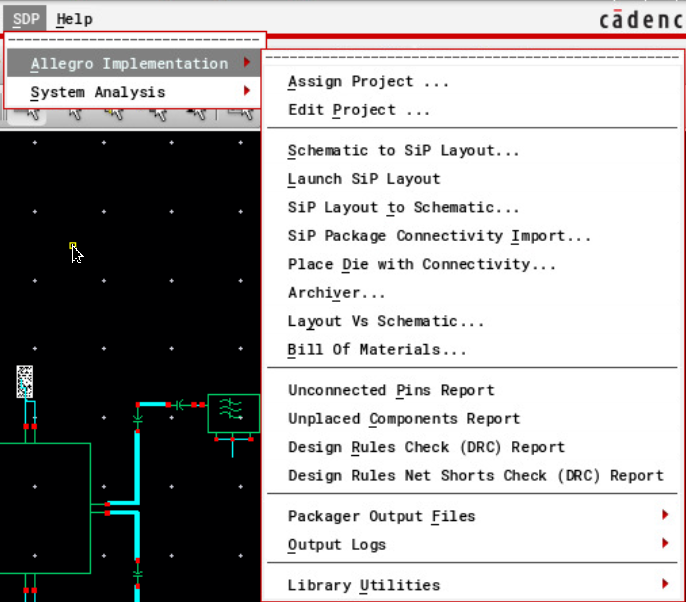 SDP Help
cādenc
Allegro Implementation
System Analysis
Assign Project ...
Edit Project ...
Schematic to SiP Layout...
Launch SiP Layout
SiP Layout to Schematic...
SiP Package Connectivity Import...
Place Die with Connectivity...
Archiver...
Layout Vs Schematic...
Bill Of Materials...
Unconnected Pins Report
Unplaced Components Report
Design Rules Check (DRC) Report
Design Rules Net Shorts Check (DRC) Report
Packager Output Files
Output Logs
Library Utilities